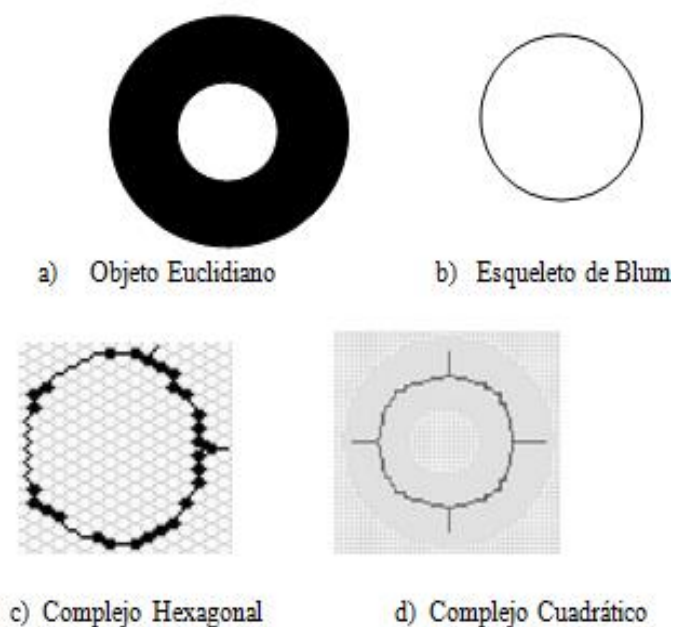 a) Objeto Euclidiano
b) Esqueleto de Blum
c) Complejo Hexagonal
d) Complejo Cuadrático